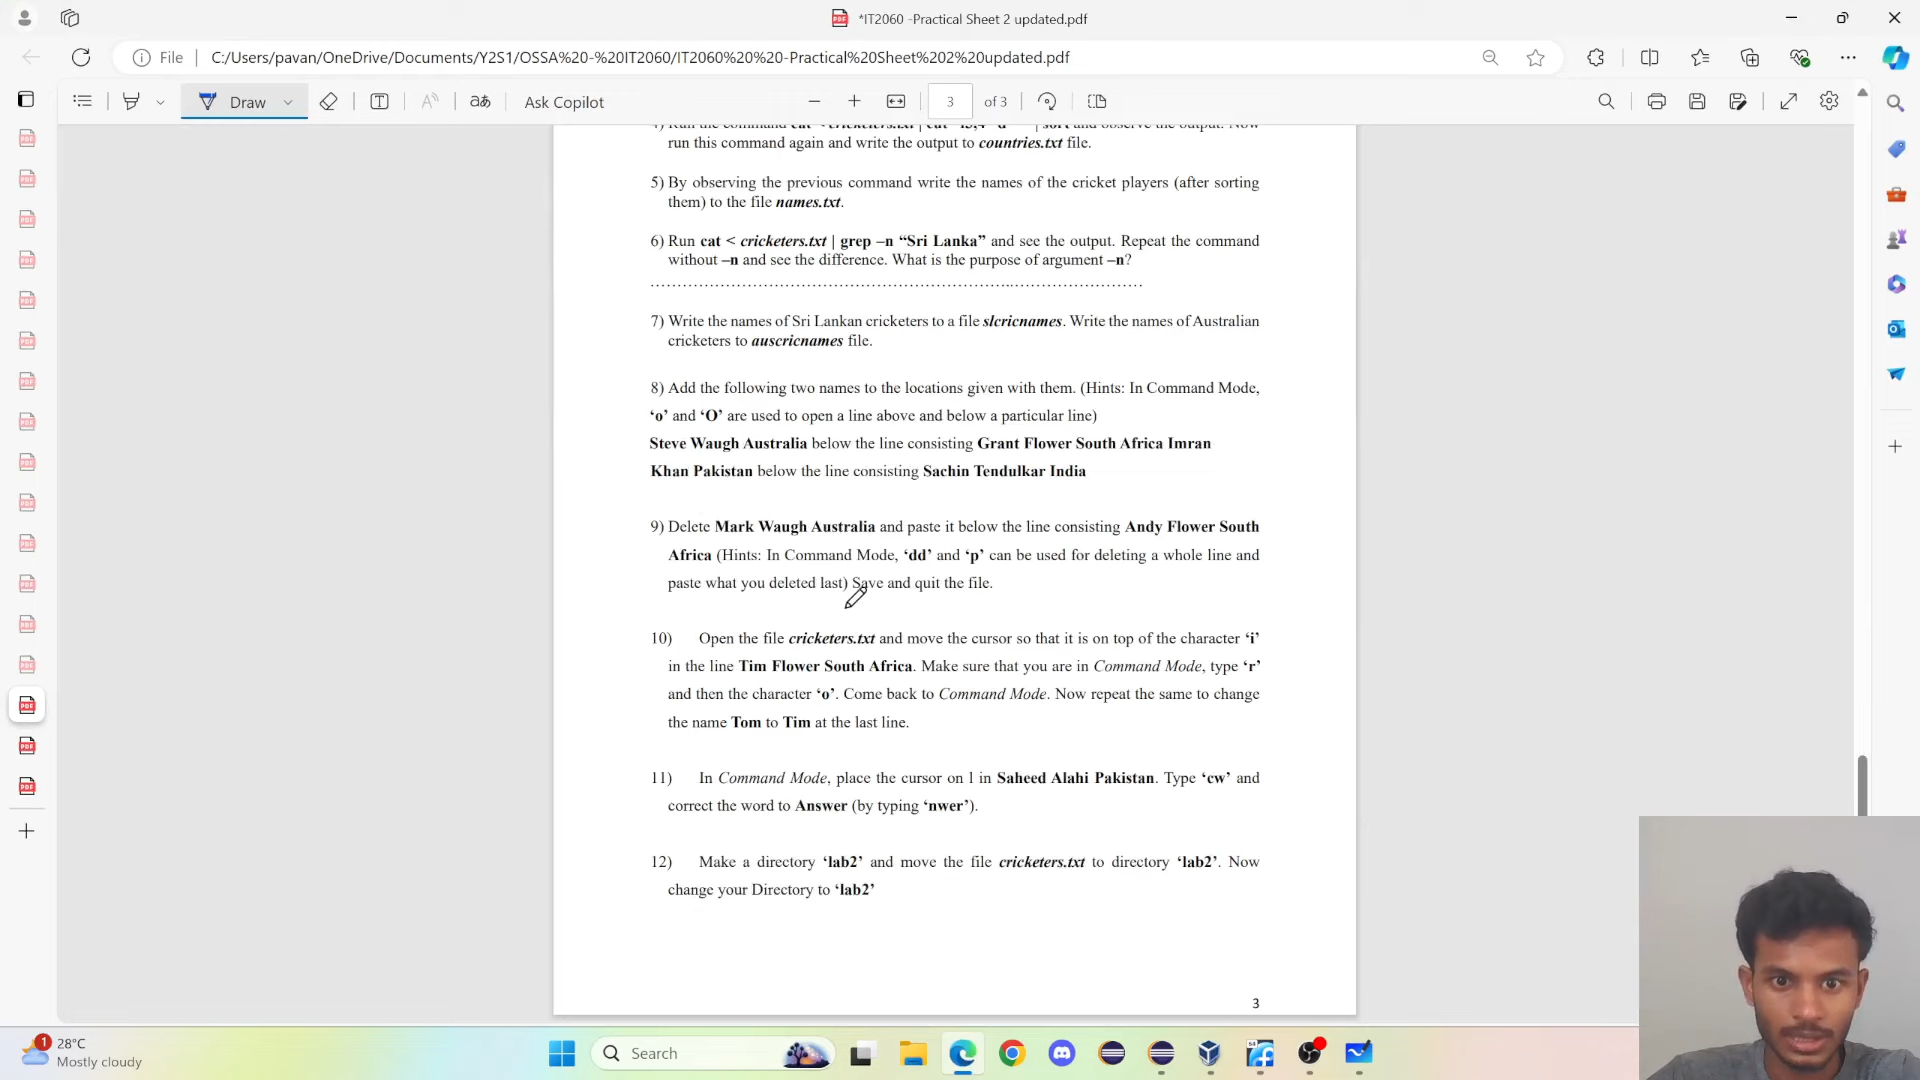 *IT2060 -Practical Sheet 2 updated.pdf
File
C:/Users/pavan/OneDrive/Documents/Y2S1/OSSA%20-%20IT2060/IT2060%20%20-Practical%20Sheet%202%20updated.pdf
Draw
Ask Copilot
3
of 3
run this command again and write the output to countries.txt file.
5) By observing the previous command write the names of the cricket players (after sorting
them) to the file names.txt.
6) Run cat < cricketers.txt | grep –n “Sri Lanka” and see the output. Repeat the command
without –n and see the difference. What is the purpose of argument –n?
7) Write the names of Sri Lankan cricketers to a file slcricnames. Write the names of Australian
cricketers to auscricnames file.
8) Add the following two names to the locations given with them. (Hints: In Command Mode,
‘o’ and ‘O’ are used to open a line above and below a particular line)
Steve Waugh Australia below the line consisting Grant Flower South Africa Imran
Khan Pakistan below the line consisting Sachin Tendulkar India
9) Delete Mark Waugh Australia and paste it below the line consisting Andy Flower South
Africa (Hints: In Command Mode, ‘dd’ and ‘p’ can be used for deleting a whole line and
paste what you deleted last) Save and quit the file.
10) Open the file cricketers.txt and move the cursor so that it is on top of the character ‘i’
in the line Tim Flower South Africa. Make sure that you are in Command Mode, type ‘r’
and then the character ‘o’. Come back to Command Mode. Now repeat the same to change
the name Tom to Tim at the last line.
11) In Command Mode, place the cursor on l in Saheed Alahi Pakistan. Type ‘cw’ and
correct the word to Answer (by typing ‘nwer’).
12) Make a directory ‘lab2’ and move the file cricketers.txt to directory ‘lab2’. Now
change your Directory to ‘lab2’
3
1
28°C
Mostly cloudy
Search
64